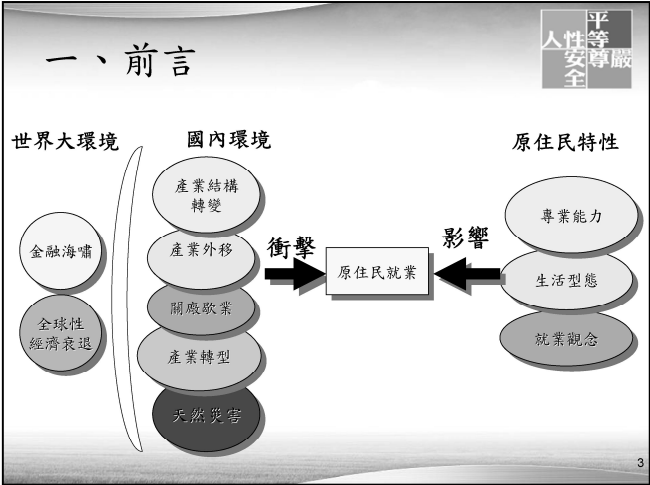 一、前言
平
人性等
安尊嚴
全
世界大環境
國內環境
原住民特性
金融海嘯
全球性
經濟衰退
產業結構
轉變
產業外移
關廠歇業
產業轉型
天然災害
衝擊
原住民就業
影響
專業能力
生活型態
就業觀念
3